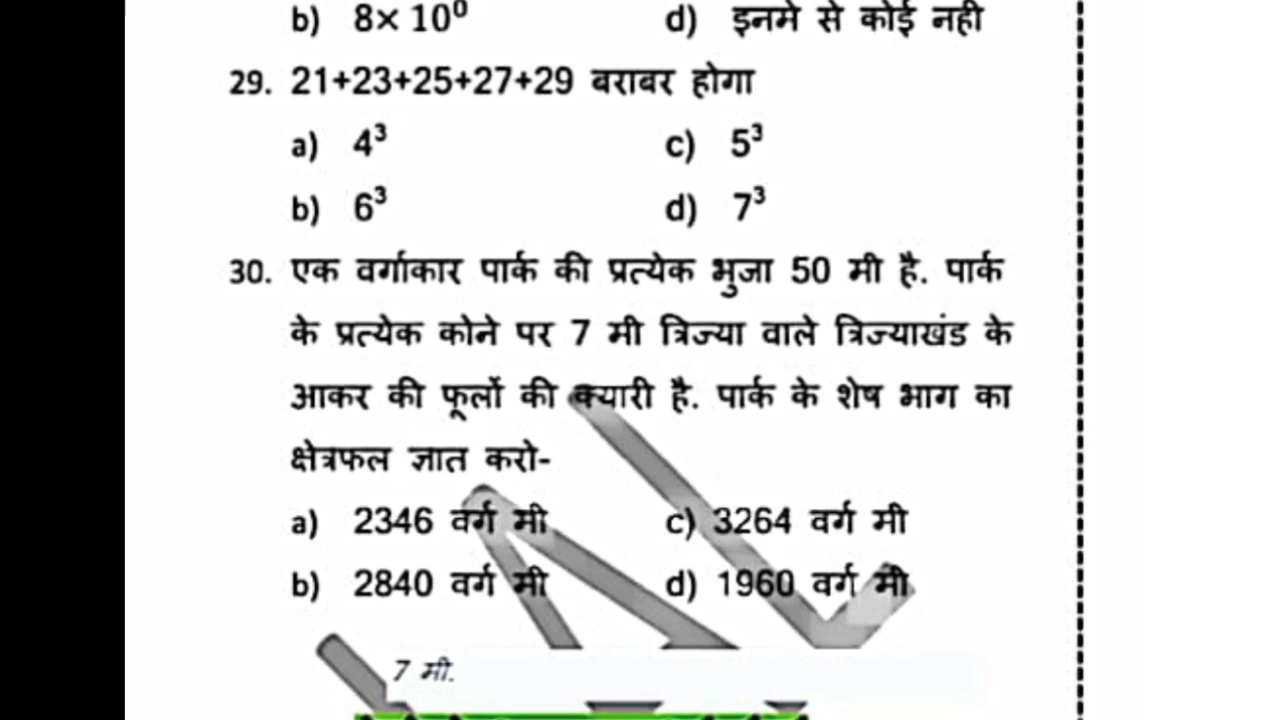 b) 8× 10⁰ d) इनमे से कोई नही
29. 21+23+25+27+29 बराबर होगा
a) 4³ c) 5³
b) 6³ d) 7³
30. एक वर्गाकार पार्क की प्रत्येक भुजा 50 मी है. पार्क
के प्रत्येक कोने पर 7 मी त्रिज्या वाले त्रिज्याखंड के
आकर की फूलों की क्यारी है. पार्क के शेष भाग का
क्षेत्रफल ज्ञात करो-
a) 2346 वर्ग मी c) 3264 वर्ग मी
b) 2840 वर्ग मी d) 1960 वर्ग मी
7 मी.